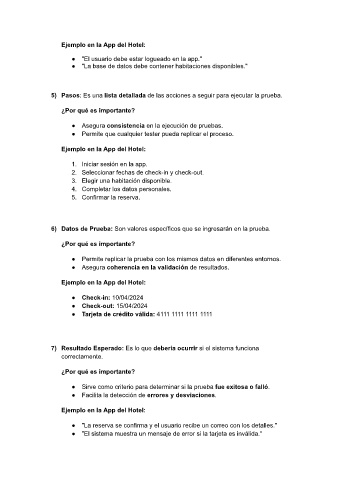 Ejemplo en la App del Hotel:
● "El usuario debe estar logueado en la app."
● "La base de datos debe contener habitaciones disponibles."
5) Pasos: Es una lista detallada de las acciones a seguir para ejecutar la prueba.
¿Por qué es importante?
● Asegura consistencia en la ejecución de pruebas.
● Permite que cualquier tester pueda replicar el proceso.
Ejemplo en la App del Hotel:
1. Iniciar sesión en la app.
2. Seleccionar fechas de check-in y check-out.
3. Elegir una habitación disponible.
4. Completar los datos personales.
5. Confirmar la reserva.
6) Datos de Prueba: Son valores específicos que se ingresarán en la prueba.
¿Por qué es importante?
● Permite replicar la prueba con los mismos datos en diferentes entornos.
● Asegura coherencia en la validación de resultados.
Ejemplo en la App del Hotel:
● Check-in: 10/04/2024
● Check-out: 15/04/2024
● Tarjeta de crédito válida: 4111 1111 1111 1111
7) Resultado Esperado: Es lo que debería ocurrir si el sistema funciona
correctamente.
¿Por qué es importante?
● Sirve como criterio para determinar si la prueba fue exitosa o falló.
● Facilita la detección de errores y desviaciones.
Ejemplo en la App del Hotel:
● "La reserva se confirma y el usuario recibe un correo con los detalles."
● "El sistema muestra un mensaje de error si la tarjeta es inválida."